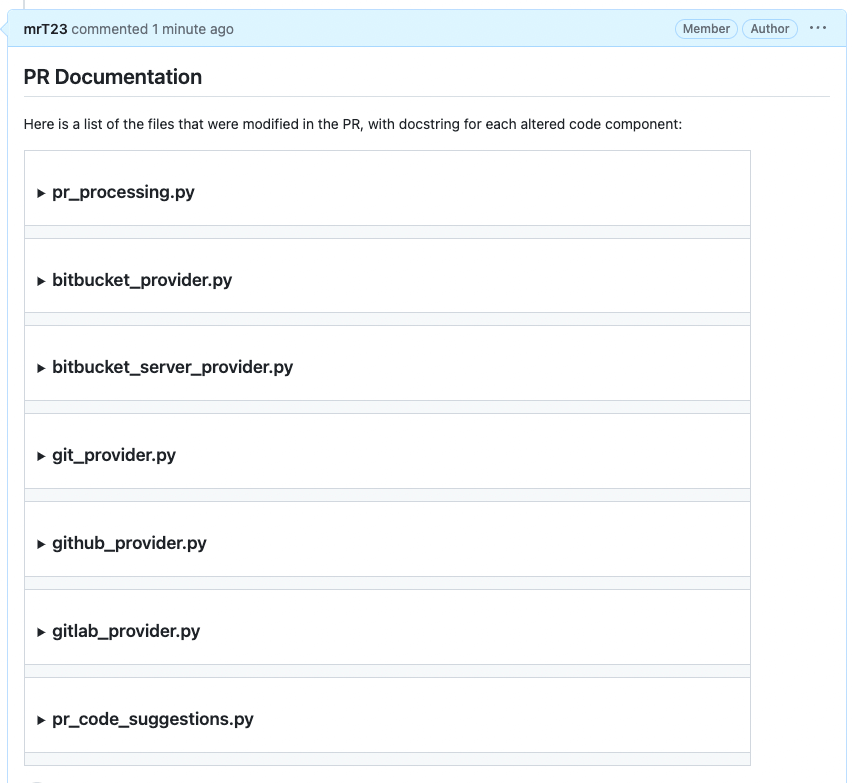 mrT23 commented 1 minute ago Member Author ...
PR Documentation
Here is a list of the files that were modified in the PR, with docstring for each altered code component:
pr_processing.py
bitbucket_provider.py
bitbucket_server_provider.py
git_provider.py
github_provider.py
gitlab_provider.py
pr_code_suggestions.py